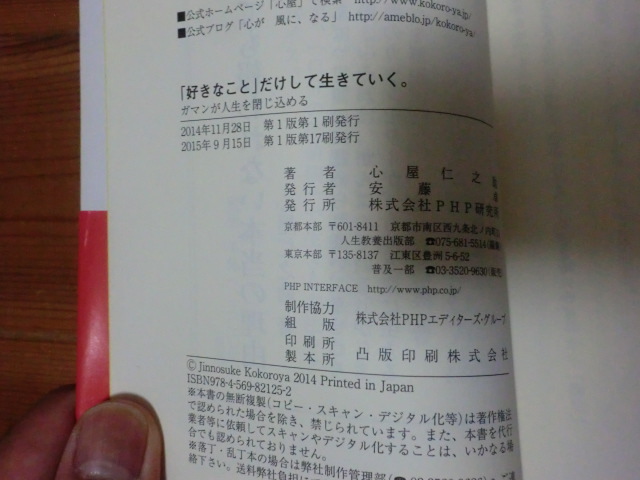 ■公式ホームページ「心屋」で検索 http://www.kokoro-ya.jp/
■公式ブログ「心が 風に、なる」 http://ameblo.jp/kokoro-ya/
「好きなこと」だけして生きていく。
ガマンが人生を閉じ込める
2014年11月28日 第1版第1刷発行
2015年9月15日 第1版第17刷発行
著者 心屋仁之
発行者 安藤
発行所 株式会社PHP研究所
京都本部 〒601-8411 京都市南区西九条北ノ内町
人生教養出版部 ☎075-681-5514
東京本部 〒135-8137 江東区豊洲5-6-52
普及一部 ☎03-3520-9630
PHP INTERFACE http://www.php.co.jp/
制作協力
組版 株式会社PHPエディターズ・グループ
印刷所
製本所 凸版印刷株式会社
© Jinnosuke Kokoroya 2014 Printed in Japan
ISBN978-4-569-82125-2
※本書の無断複製(コピー・スキャン・デジタル化等)は著作権法
で認められた場合を除き、禁じられています。また、本書を代行
業者等に依頼してスキャンやデジタル化することは、いかなる場
合でも認められておりません。
※落丁・乱丁本の場合は弊社制作管理部(☎
絡下さい。送料弊社負担に